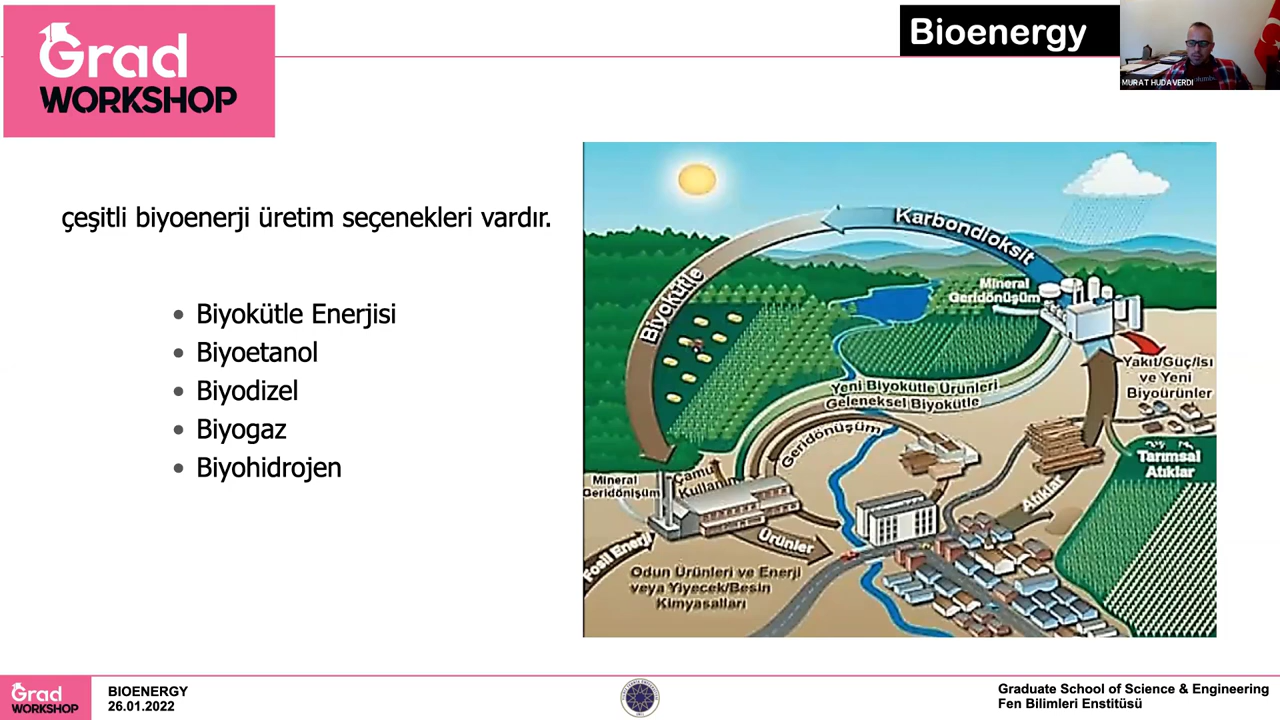 Grad
WORKSHOP
Bioenergy
MURAT HUDAVERDI
çeşitli biyoenerji üretim seçenekleri vardır.
• Biyokütle Enerjisi
• Biyoetanol
• Biyodizel
• Biyogaz
• Biyohidrojen
Karbondioksit
Biyokütle
Mineral
Geridönüşüm
Yakıt/Güç/Isı
ve Yeni
Biyoürünler
Yeni Biyokütle Ürünleri
Geleneksel Biyokütle
Geridönüşüm
Tarımsal
Atıklar
Mineral
Geridönişüm
Çamur
Kullanım
Atıklar
Fosil Enerji
Ürünler
Odun Ürünleri ve Enerji
veya Yiyecek/Besin
Kimyasalları
Grad
WORKSHOP
BIOENERGY
26.01.2022
Graduate School of Science & Engineering
Fen Bilimleri Enstitüsü